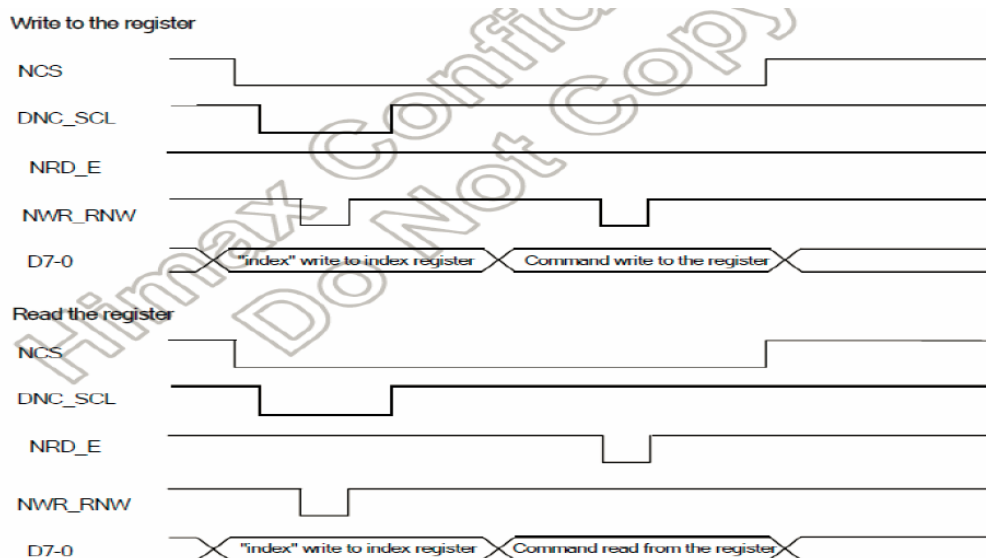 Write to the register
NCS
DNC_SCL
NRD_E
NWR_RNW
D7-0 "index" write to index register Command write to the register
Read the register
NCS
DNC_SCL
NRD_E
NWR_RNW
D7-0 "index" write to index register Command read from the register
Himax Confid
Do Not Copy